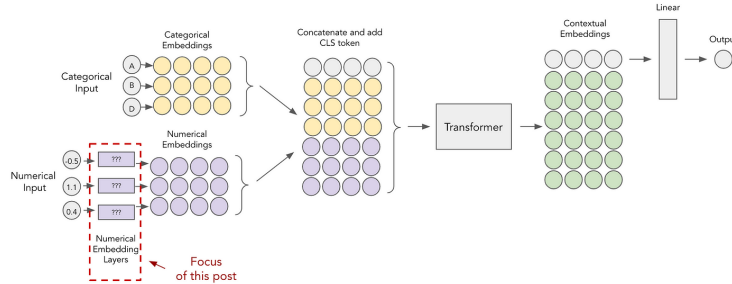 Categorical
Embeddings
Concatenate and add
CLS token
Contextual
Embeddings
Linear
Output
Categorical
Input
A
B
D
Transformer
Numerical
Embeddings
Numerical
Input
-0.5
1.1
0.4
???
???
???
Numerical
Embedding
Layers
Focus
of this post